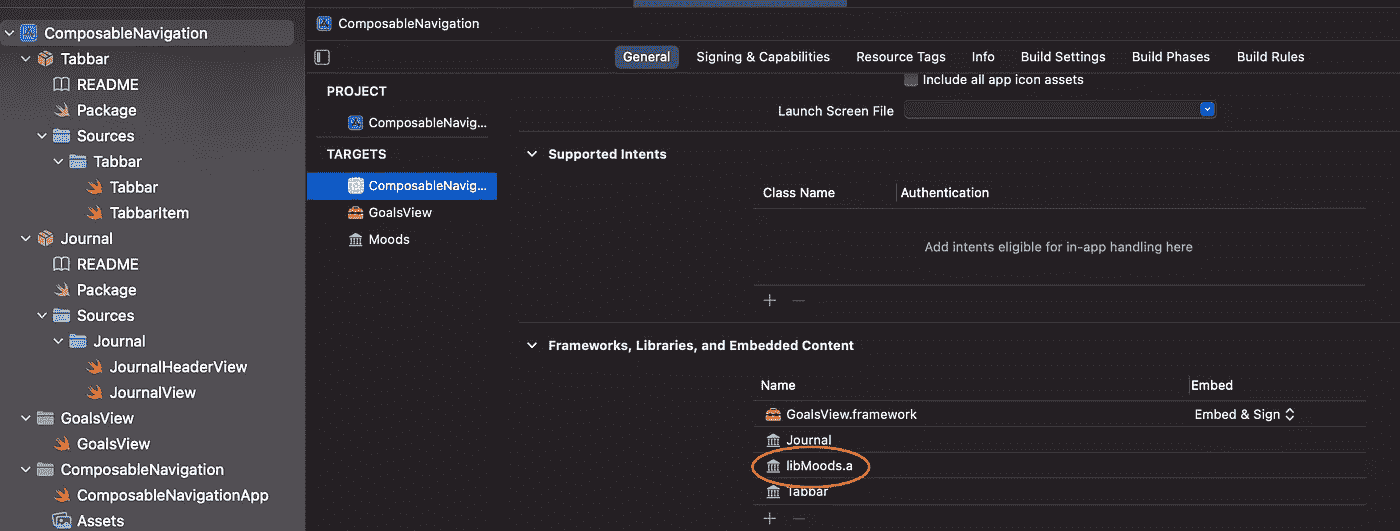 ComposableNavigation
Tabbar
README
Package
Sources
Tabbar
Tabbar
TabbarItem
Journal
README
Package
Sources
Journal
JournalHeaderView
JournalView
GoalsView
GoalsView
ComposableNavigation
ComposableNavigationApp
Assets
ComposableNavigation
General Signing & Capabilities Resource Tags Info Build Settings Build Phases Build Rules
PROJECT
ComposableNavig...
TARGETS
ComposableNavig...
GoalsView
Moods
Include all app icon assets
Launch Screen File
Supported Intents
Class Name Authentication
Add intents eligible for in-app handling here
Frameworks, Libraries, and Embedded Content
Name Embed
GoalsView.framework Embed & Sign
Journal
libMoods.a
Tabbar